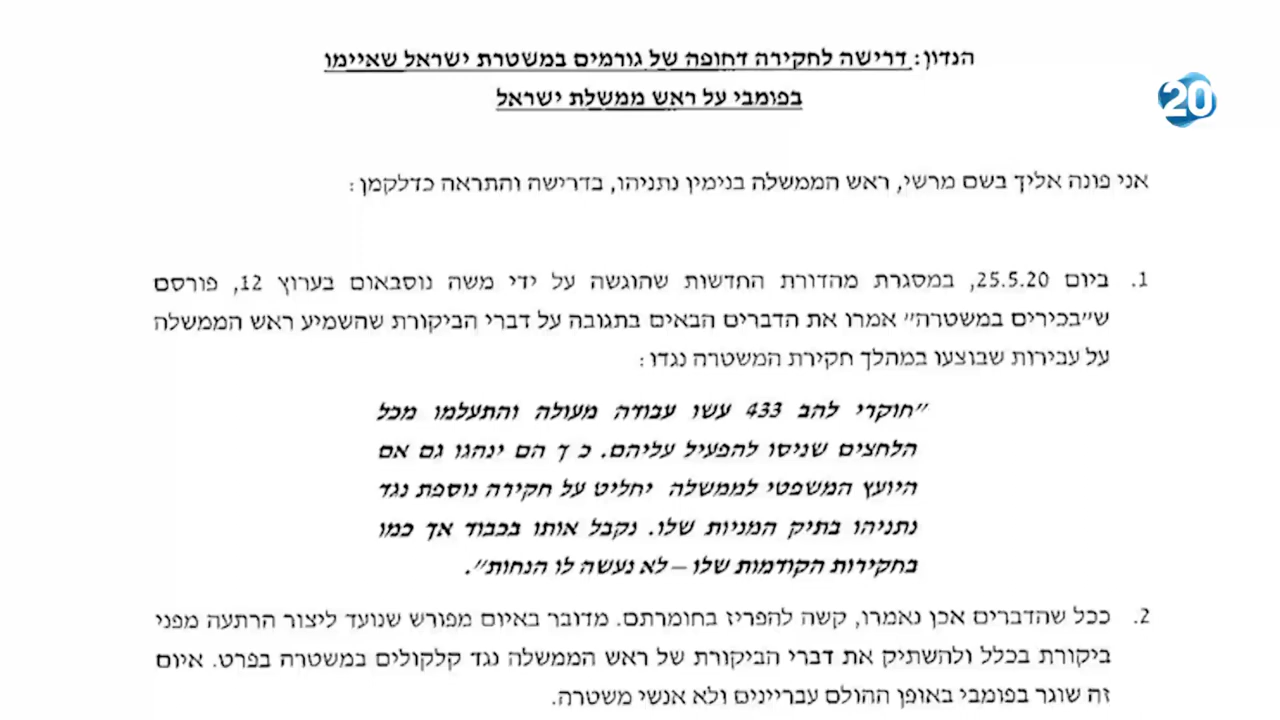 הנדון: דרישה לחקירה דחופה של גורמים במשטרת ישראל שאיימו
בפומבי על ראש ממשלת ישראל
20
אני פונה אליך בשם מרשי, ראש הממשלה בנימין נתניהו, בדרישה והתראה כדלקמן:
1. ביום 25.5.20, במסגרת מהדורת החדשות שהוגשה על ידי משה נוסבאום בערוץ 12, פורסם
ש"בכירים במשטרה" אמרו את הדברים הבאים בתגובה על דברי הביקורת שהשמיע ראש הממשלה
על עבירות שבוצעו במהלך חקירת המשטרה נגדו:
"חוקרי להב 433 עשו עבודה מעולה והתעלמו מכל
הלחצים שניסו להפעיל עליהם. כ ך הם ינהגו גם אם
היועץ המשפטי לממשלה יחליט על חקירה נוספת נגד
נתניהו בתיק המניות שלו. נקבל אותו בכבוד אך כמו
בחקירות הקודמות שלו – לא נעשה לו הנחות".
2. ככל שהדברים אכן נאמרו, קשה להפריז בחומרתם. מדובר באיום מפורש שנועד ליצור הרתעה מפני
ביקורת בכלל ולהשתיק את דברי הביקורת של ראש הממשלה נגד קלקולים במשטרה בפרט. איום
זה שוגר בפומבי באופן ההולם עבריינים ולא אנשי משטרה.